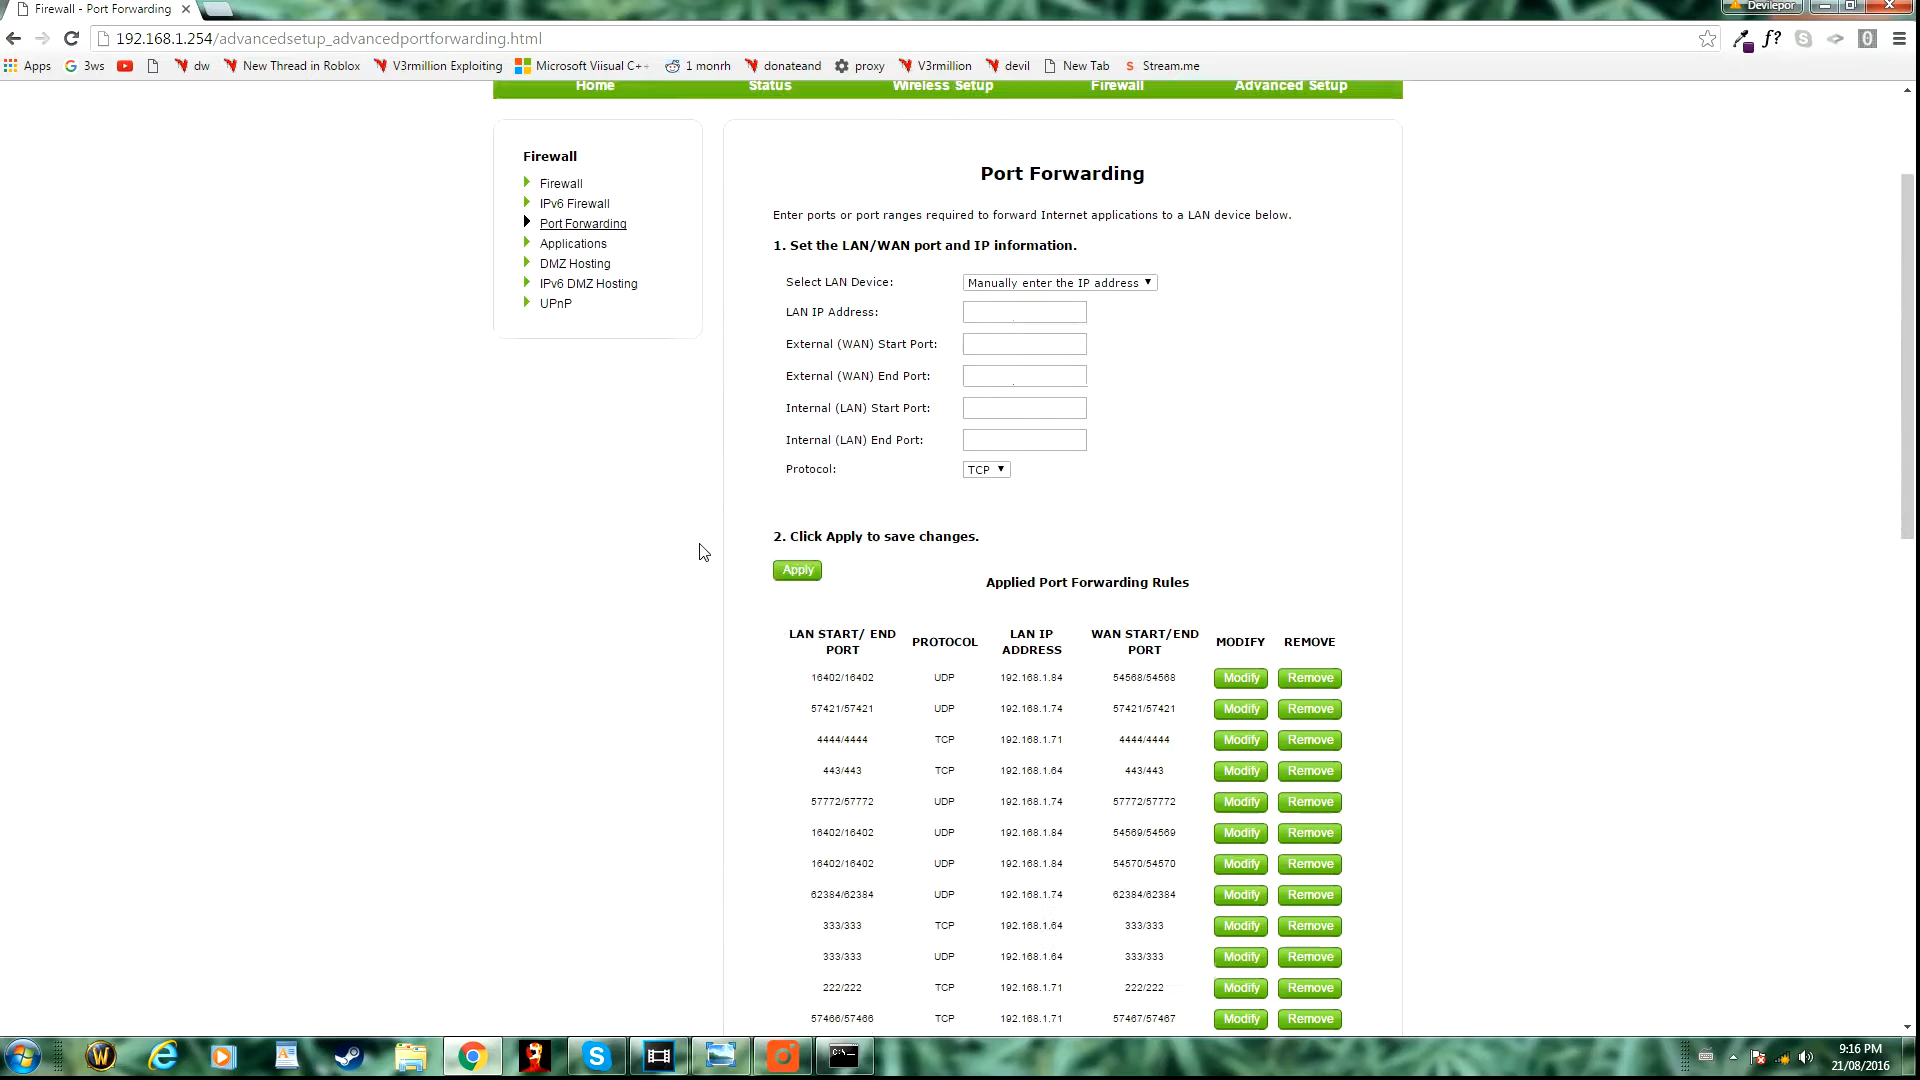 Firewall - Port Forwarding
Devilepor
192.168.1.254/advancedsetup_advancedportforwarding.html
f?
Apps
3ws
dw
New Thread in Roblox
V3rmillion Exploiting
Microsoft Viisual C++
1 monrh
donateand
proxy
V3rmillion
devil
New Tab
Stream.me
Home
Status
Wireless Setup
Firewall
Advanced Setup
Firewall
Firewall
IPv6 Firewall
Port Forwarding
Applications
DMZ Hosting
IPv6 DMZ Hosting
UPnP
Port Forwarding
Enter ports or port ranges required to forward Internet applications to a LAN device below.
1. Set the LAN/WAN port and IP information.
Select LAN Device: Manually enter the IP address
LAN IP Address:
External (WAN) Start Port:
External (WAN) End Port:
Internal (LAN) Start Port:
Internal (LAN) End Port:
Protocol: TCP
2. Click Apply to save changes.
Apply
Applied Port Forwarding Rules
LAN START/ END PORT PROTOCOL LAN IP ADDRESS WAN START/END PORT MODIFY REMOVE
16402/16402 UDP 192.168.1.84 54568/54568 Modify Remove
57421/57421 UDP 192.168.1.74 57421/57421 Modify Remove
4444/4444 TCP 192.168.1.71 4444/4444 Modify Remove
443/443 TCP 192.168.1.64 443/443 Modify Remove
57772/57772 UDP 192.168.1.74 57772/57772 Modify Remove
16402/16402 UDP 192.168.1.84 54569/54569 Modify Remove
16402/16402 UDP 192.168.1.84 54570/54570 Modify Remove
62384/62384 UDP 192.168.1.74 62384/62384 Modify Remove
333/333 TCP 192.168.1.64 333/333 Modify Remove
333/333 UDP 192.168.1.64 333/333 Modify Remove
222/222 TCP 192.168.1.71 222/222 Modify Remove
57466/57466 TCP 192.168.1.71 57467/57467 Modify Remove
9:16 PM
21/08/2016